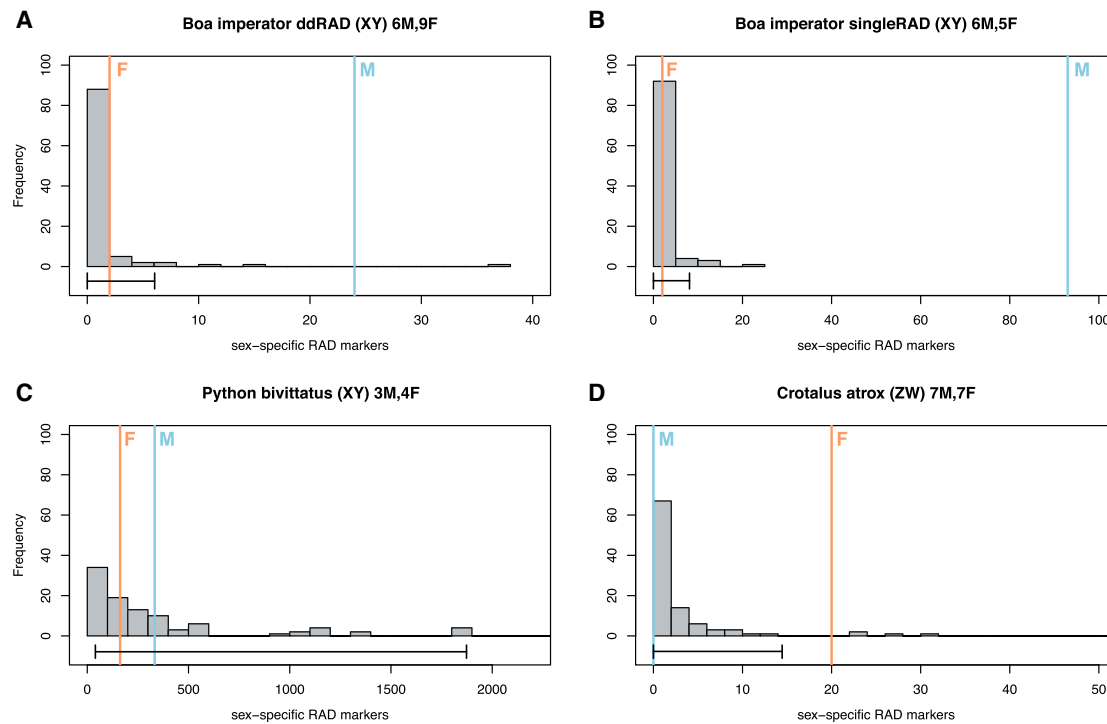 A
Boa imperator ddRAD (XY) 6M,9F
F
M
Frequency
0
20
40
60
80
100
0
10
20
30
40
sex−specific RAD markers
B
Boa imperator singleRAD (XY) 6M,5F
F
M
0
20
40
60
80
100
0
20
40
60
80
100
sex−specific RAD markers
C
Python bivittatus (XY) 3M,4F
F
M
Frequency
0
20
40
60
80
100
0
500
1000
1500
2000
sex−specific RAD markers
D
Crotalus atrox (ZW) 7M,7F
M
F
0
20
40
60
80
100
0
10
20
30
40
50
sex−specific RAD markers